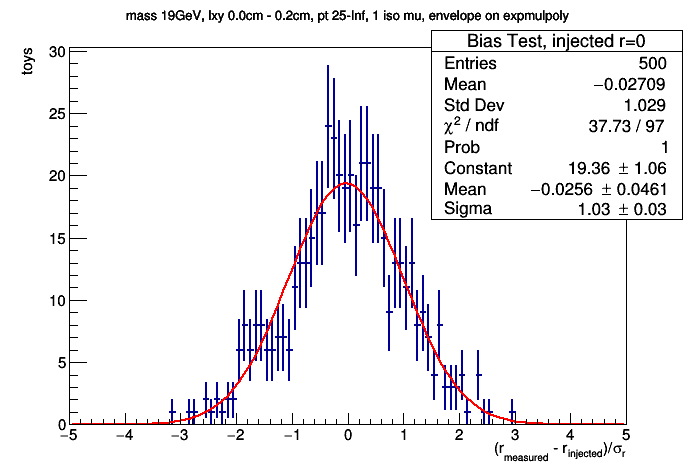 mass 19GeV, lxy 0.0cm - 0.2cm, pt 25-Inf, 1 iso mu, envelope on expmulpoly
toys
Bias Test, injected r=0
Entries 500
Mean −0.02709
Std Dev 1.029
χ² / ndf 37.73 / 97
Prob 1
Constant 19.36 ± 1.06
Mean −0.0256 ± 0.0461
Sigma 1.03 ± 0.03
30
25
20
15
10
5
0
−5 −4 −3 −2 −1 0 1 2 3 4 5
(r_measured - r_injected)/σ_r